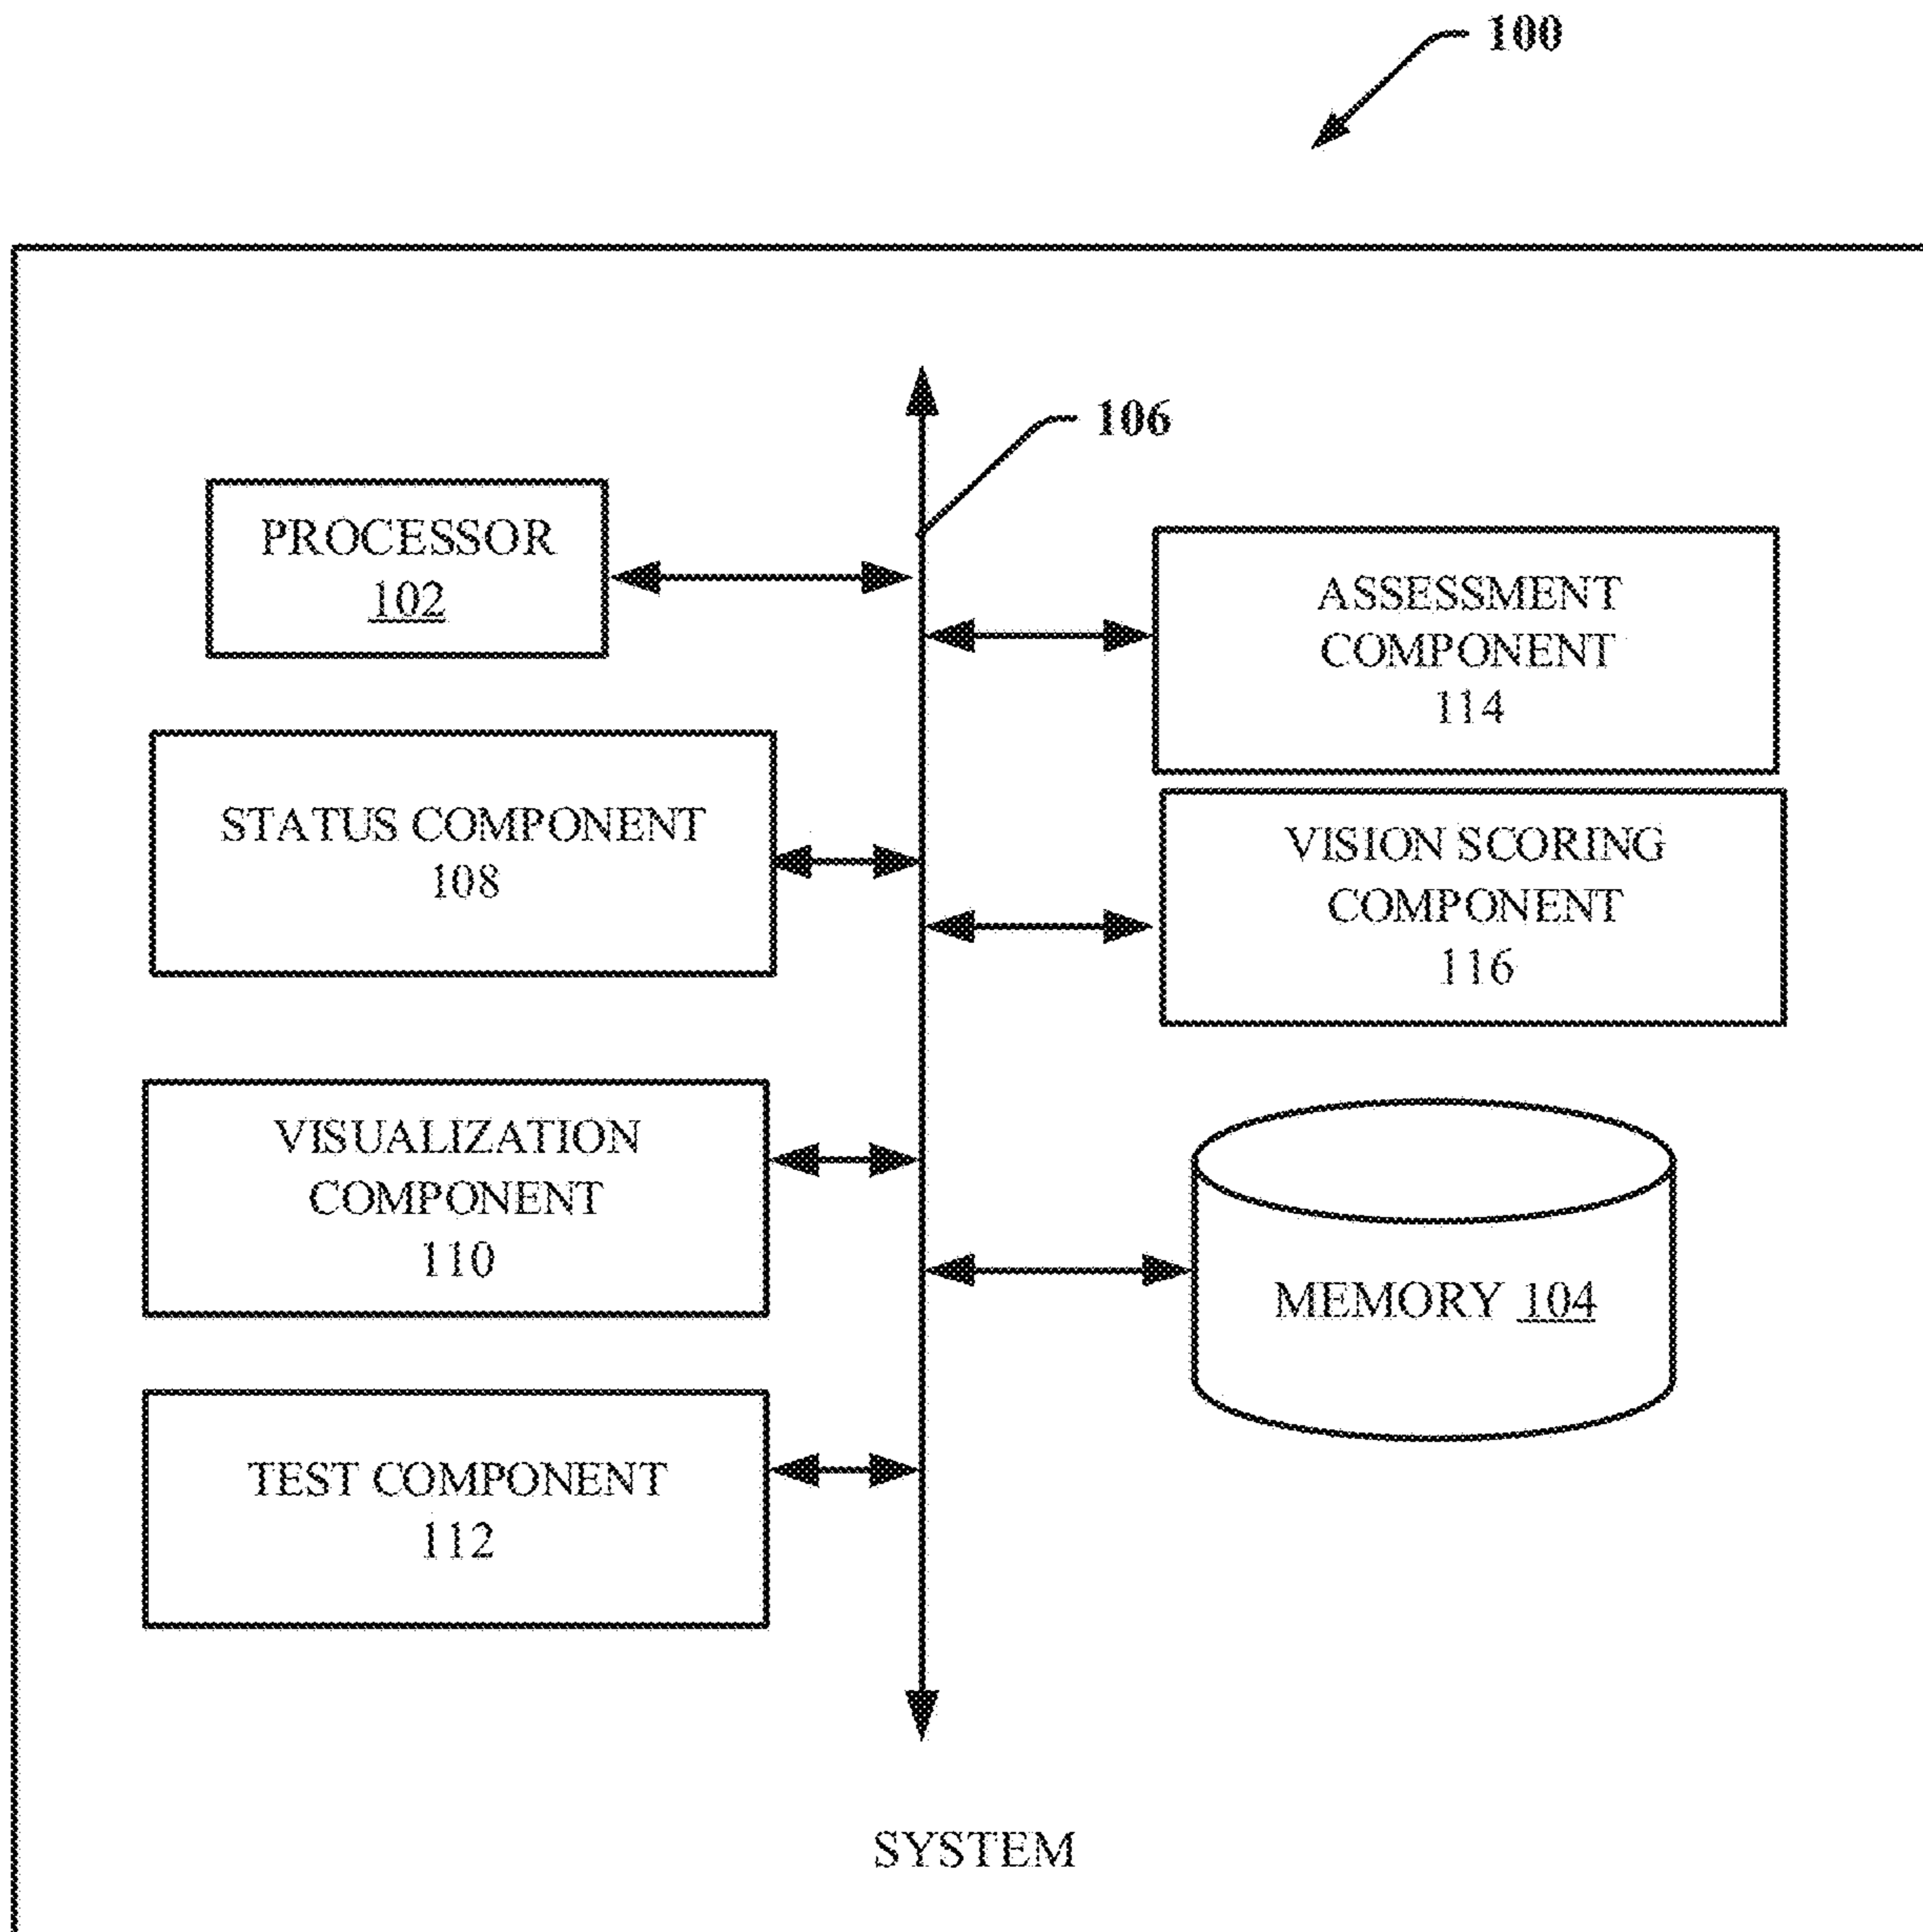 100
106
PROCESSOR
102
ASSESSMENT
COMPONENT
114
STATUS COMPONENT
108
VISION SCORING
COMPONENT
116
VISUALIZATION
COMPONENT
110
MEMORY 104
TEST COMPONENT
112
SYSTEM